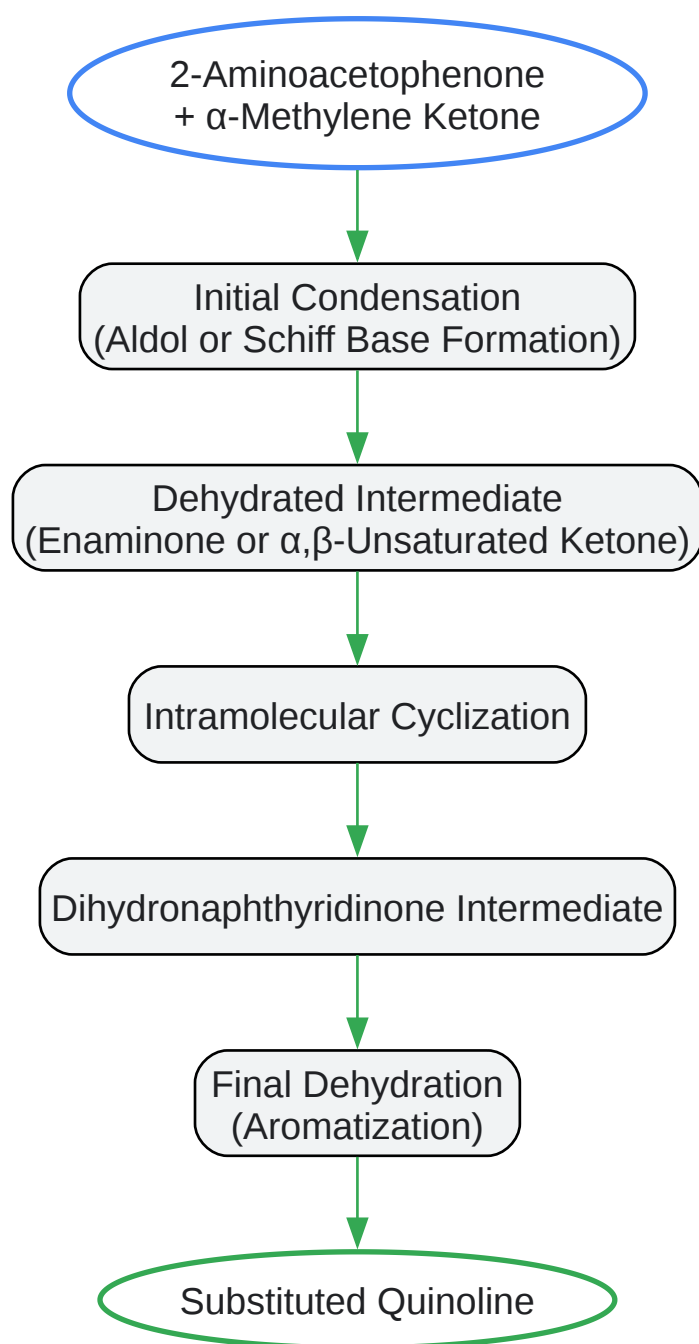 2-Aminoacetophenone
+ α-Methylene Ketone
Initial Condensation
(Aldol or Schiff Base Formation)
Dehydrated Intermediate
(Enaminone or α,β-Unsaturated Ketone)
Intramolecular Cyclization
Dihydronaphthyridinone Intermediate
Final Dehydration
(Aromatization)
Substituted Quinoline